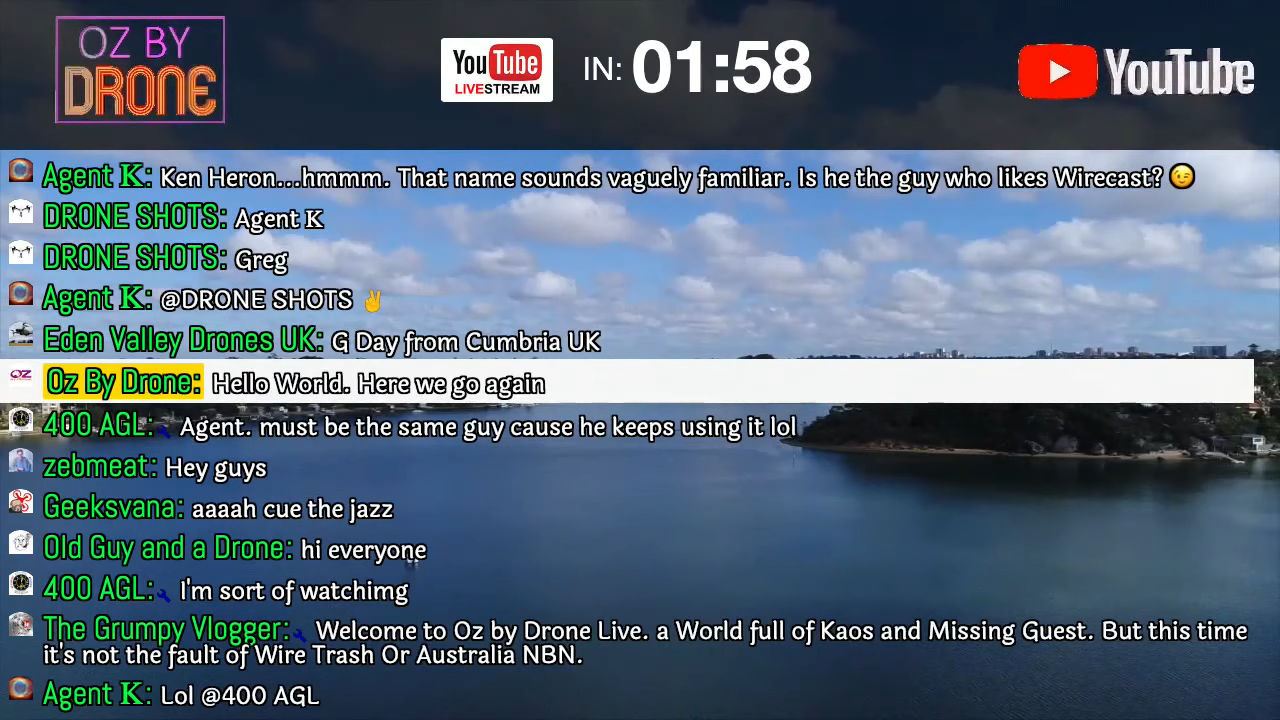 OZ BY
DRONE
YouTube
LIVESTREAM
IN: 01:58
YouTube
Agent K: Ken Heron...hmmm. That name sounds vaguely familiar. Is he the guy who likes Wirecast? 😉
DRONE SHOTS: Agent K
DRONE SHOTS: Greg
Agent K: @DRONE SHOTS ✌
Eden Valley Drones UK: G Day from Cumbria UK
OZ
Oz By Drone: Hello World. Here we go again
400 AGL: Agent. must be the same guy cause he keeps using it lol
zebmeat: Hey guys
Geeksvana: aaaah cue the jazz
Old Guy and a Drone: hi everyone
400 AGL: I'm sort of watchimg
The Grumpy Vlogger: Welcome to Oz by Drone Live. a World full of Kaos and Missing Guest. But this time
it's not the fault of Wire Trash Or Australia NBN.
Agent K: Lol @400 AGL